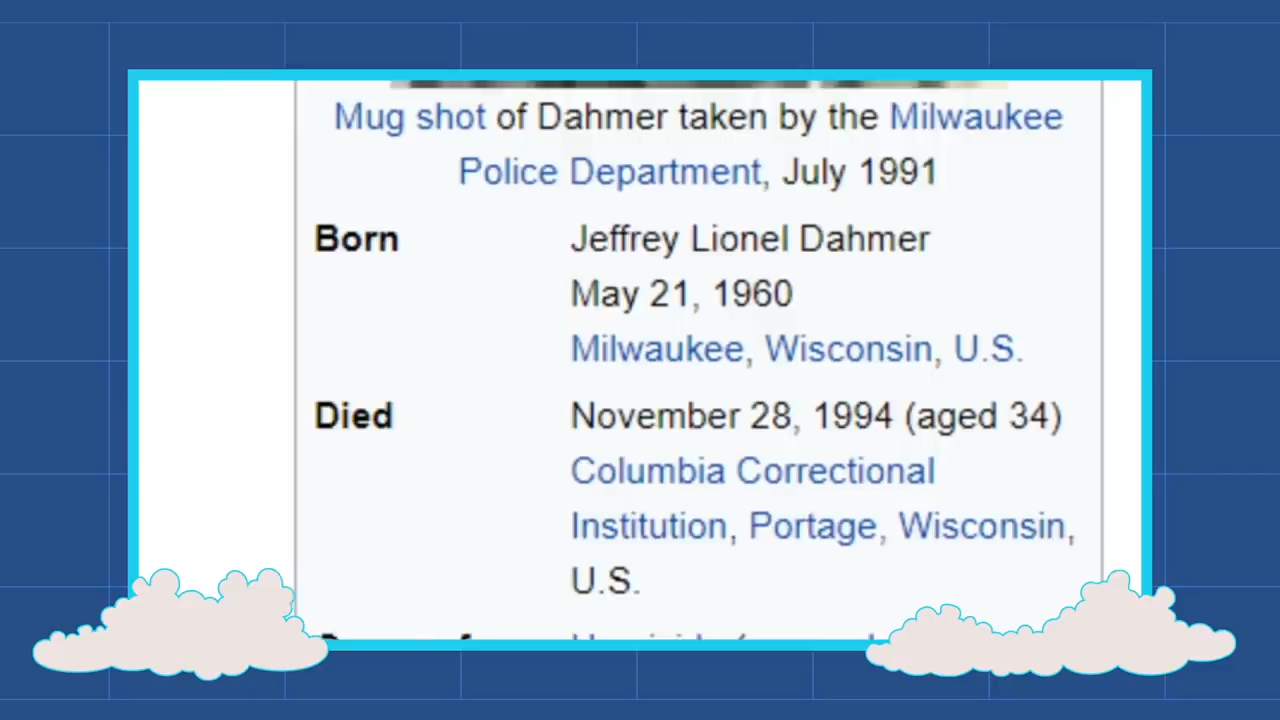 Mug shot of Dahmer taken by the Milwaukee
Police Department, July 1991
Born Jeffrey Lionel Dahmer
May 21, 1960
Milwaukee, Wisconsin, U.S.
Died November 28, 1994 (aged 34)
Columbia Correctional
Institution, Portage, Wisconsin,
U.S.